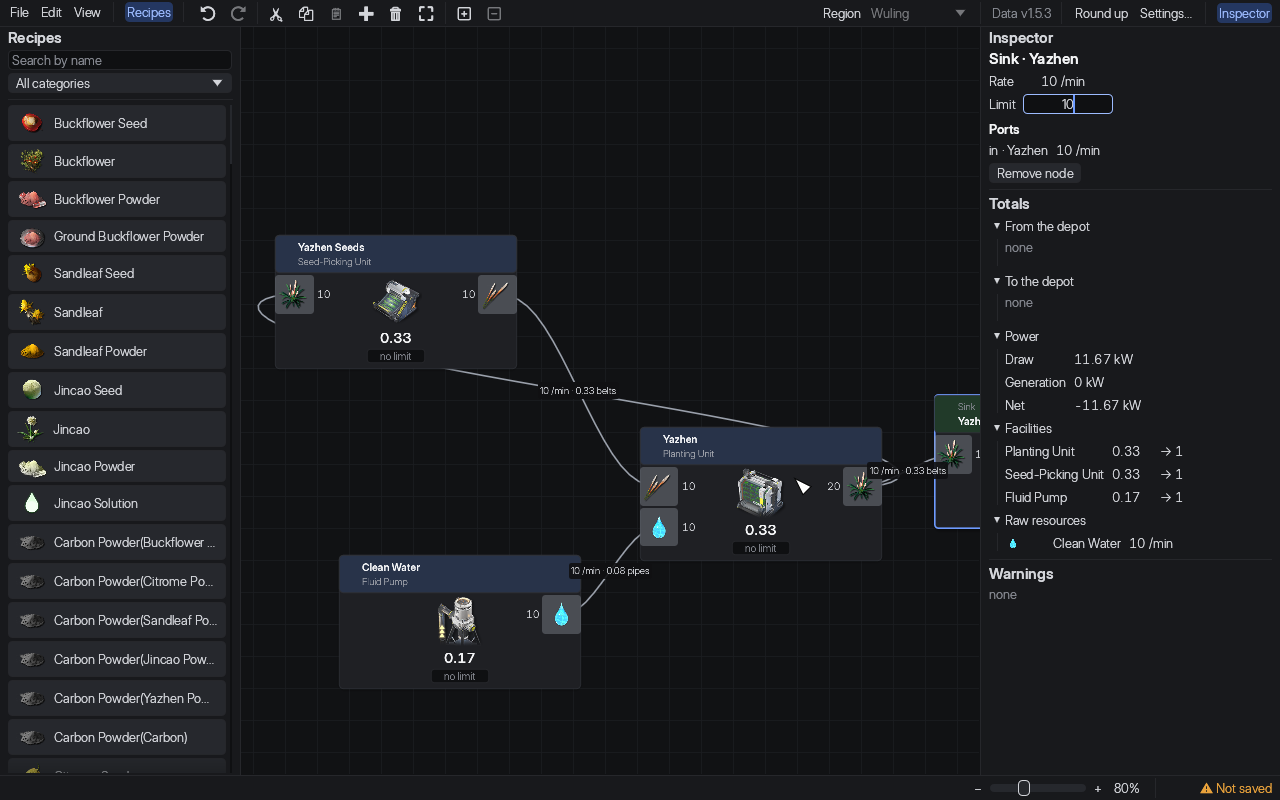 File Edit View Recipes
Region Wuling
Data v1.5.3 Round up Settings... Inspector
Recipes
Search by name
All categories
Buckflower Seed
Buckflower
Buckflower Powder
Ground Buckflower Powder
Sandleaf Seed
Sandleaf
Sandleaf Powder
Jincao Seed
Jincao
Jincao Powder
Jincao Solution
Carbon Powder(Buckflower ...
Carbon Powder(Citrome Po...
Carbon Powder(Sandleaf Po...
Carbon Powder(Jincao Pow...
Carbon Powder(Yazhen Po...
Carbon Powder(Carbon)
Yazhen Seeds
Seed-Picking Unit
10 10
0.33
no limit
10 /min · 0.33 belts
Yazhen
Planting Unit
10 20
10
0.33
no limit
10 /min · 0.33 belts
Sink
Yazh
1
Clean Water
Fluid Pump
10
0.17
no limit
10 /min · 0.08 pipes
Inspector
Sink · Yazhen
Rate 10 /min
Limit 10
Ports
in · Yazhen 10 /min
Remove node
Totals
From the depot
none
To the depot
none
Power
Draw 11.67 kW
Generation 0 kW
Net -11.67 kW
Facilities
Planting Unit 0.33 → 1
Seed-Picking Unit 0.33 → 1
Fluid Pump 0.17 → 1
Raw resources
Clean Water 10 /min
Warnings
none
− + 80% Not saved